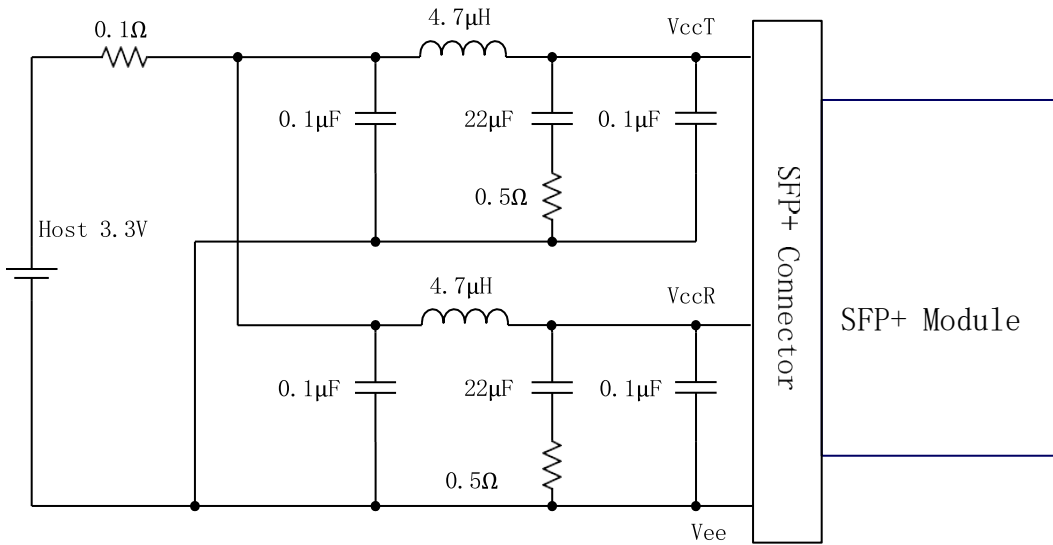 0.1Ω
4.7μH
VccT
0.1μF
22μF
0.1μF
0.5Ω
Host 3.3V
4.7μH
VccR
0.1μF
22μF
0.1μF
0.5Ω
Vee
SFP+ Connector
SFP+ Module